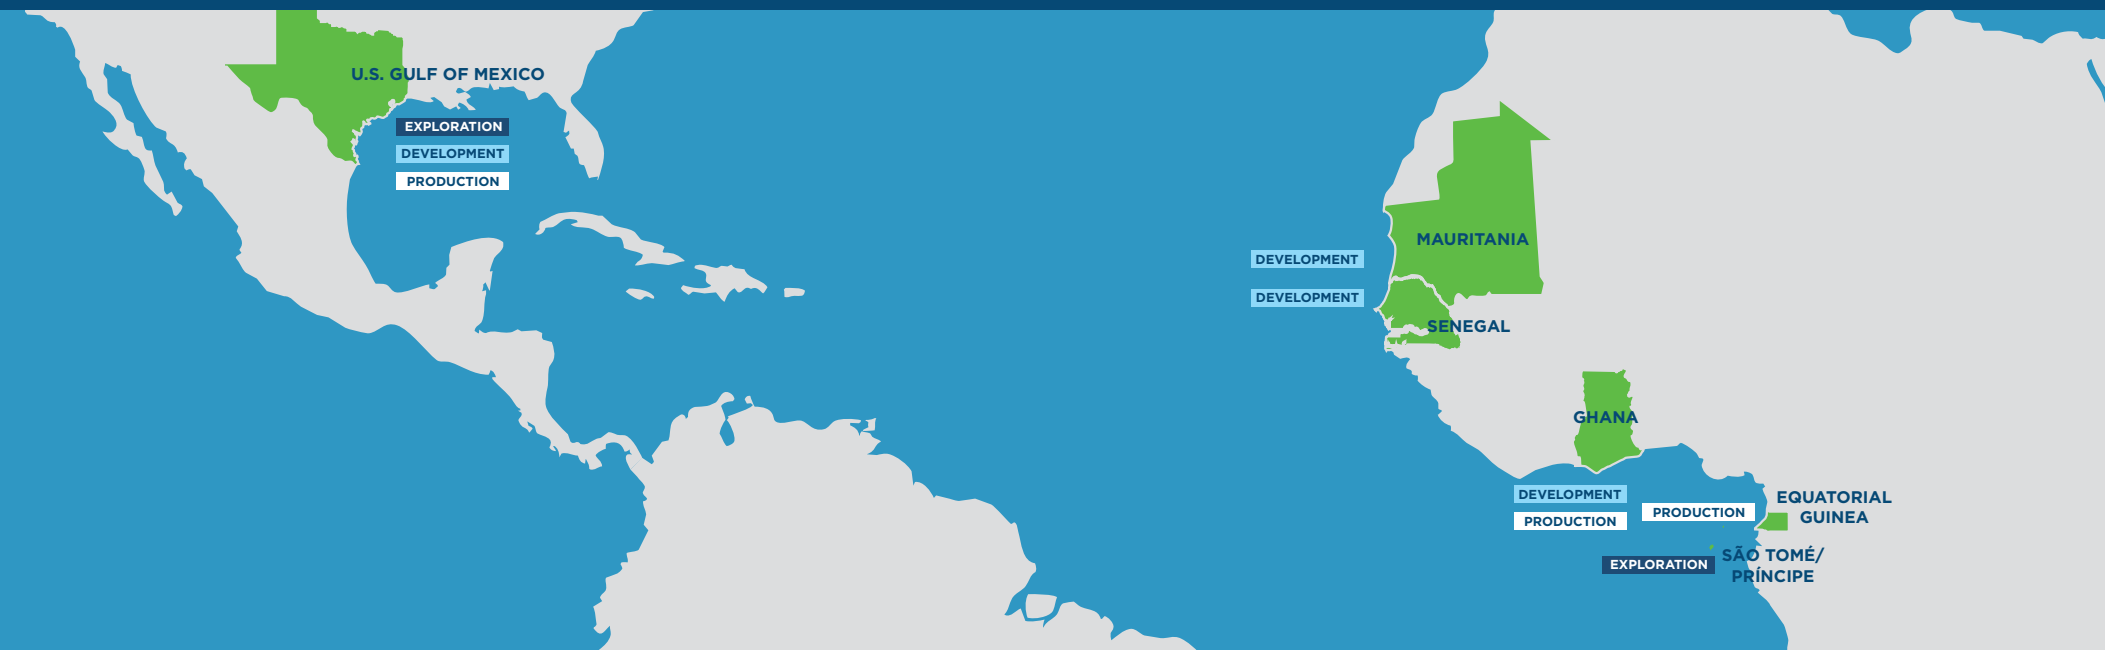 U.S. GULF OF MEXICO
EXPLORATION
DEVELOPMENT
PRODUCTION
MAURITANIA
DEVELOPMENT
DEVELOPMENT
SENEGAL
GHANA
DEVELOPMENT
PRODUCTION
PRODUCTION
EQUATORIAL
GUINEA
EXPLORATION
SÃO TOMÉ/
PRÍNCIPE